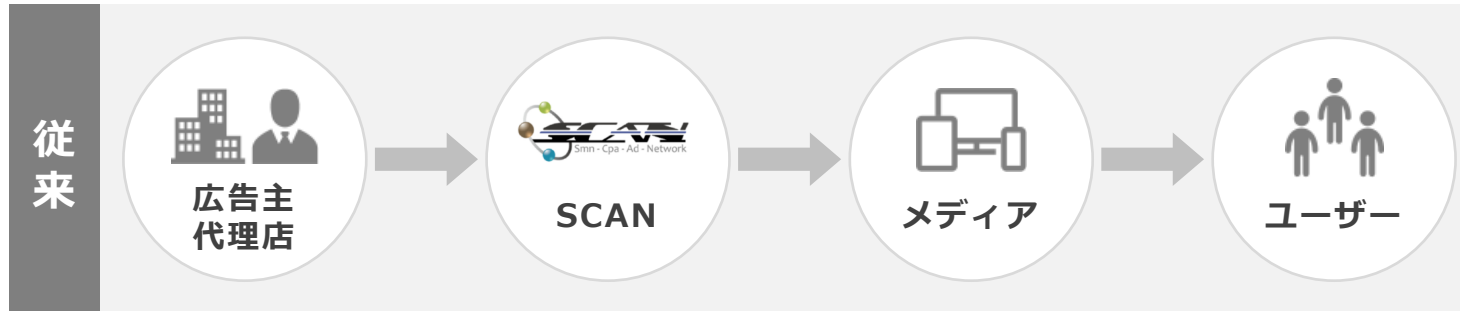 従来
広告主
代理店
SCAN
Smn - Cpa - Ad - Network
SCAN
メディア
ユーザー